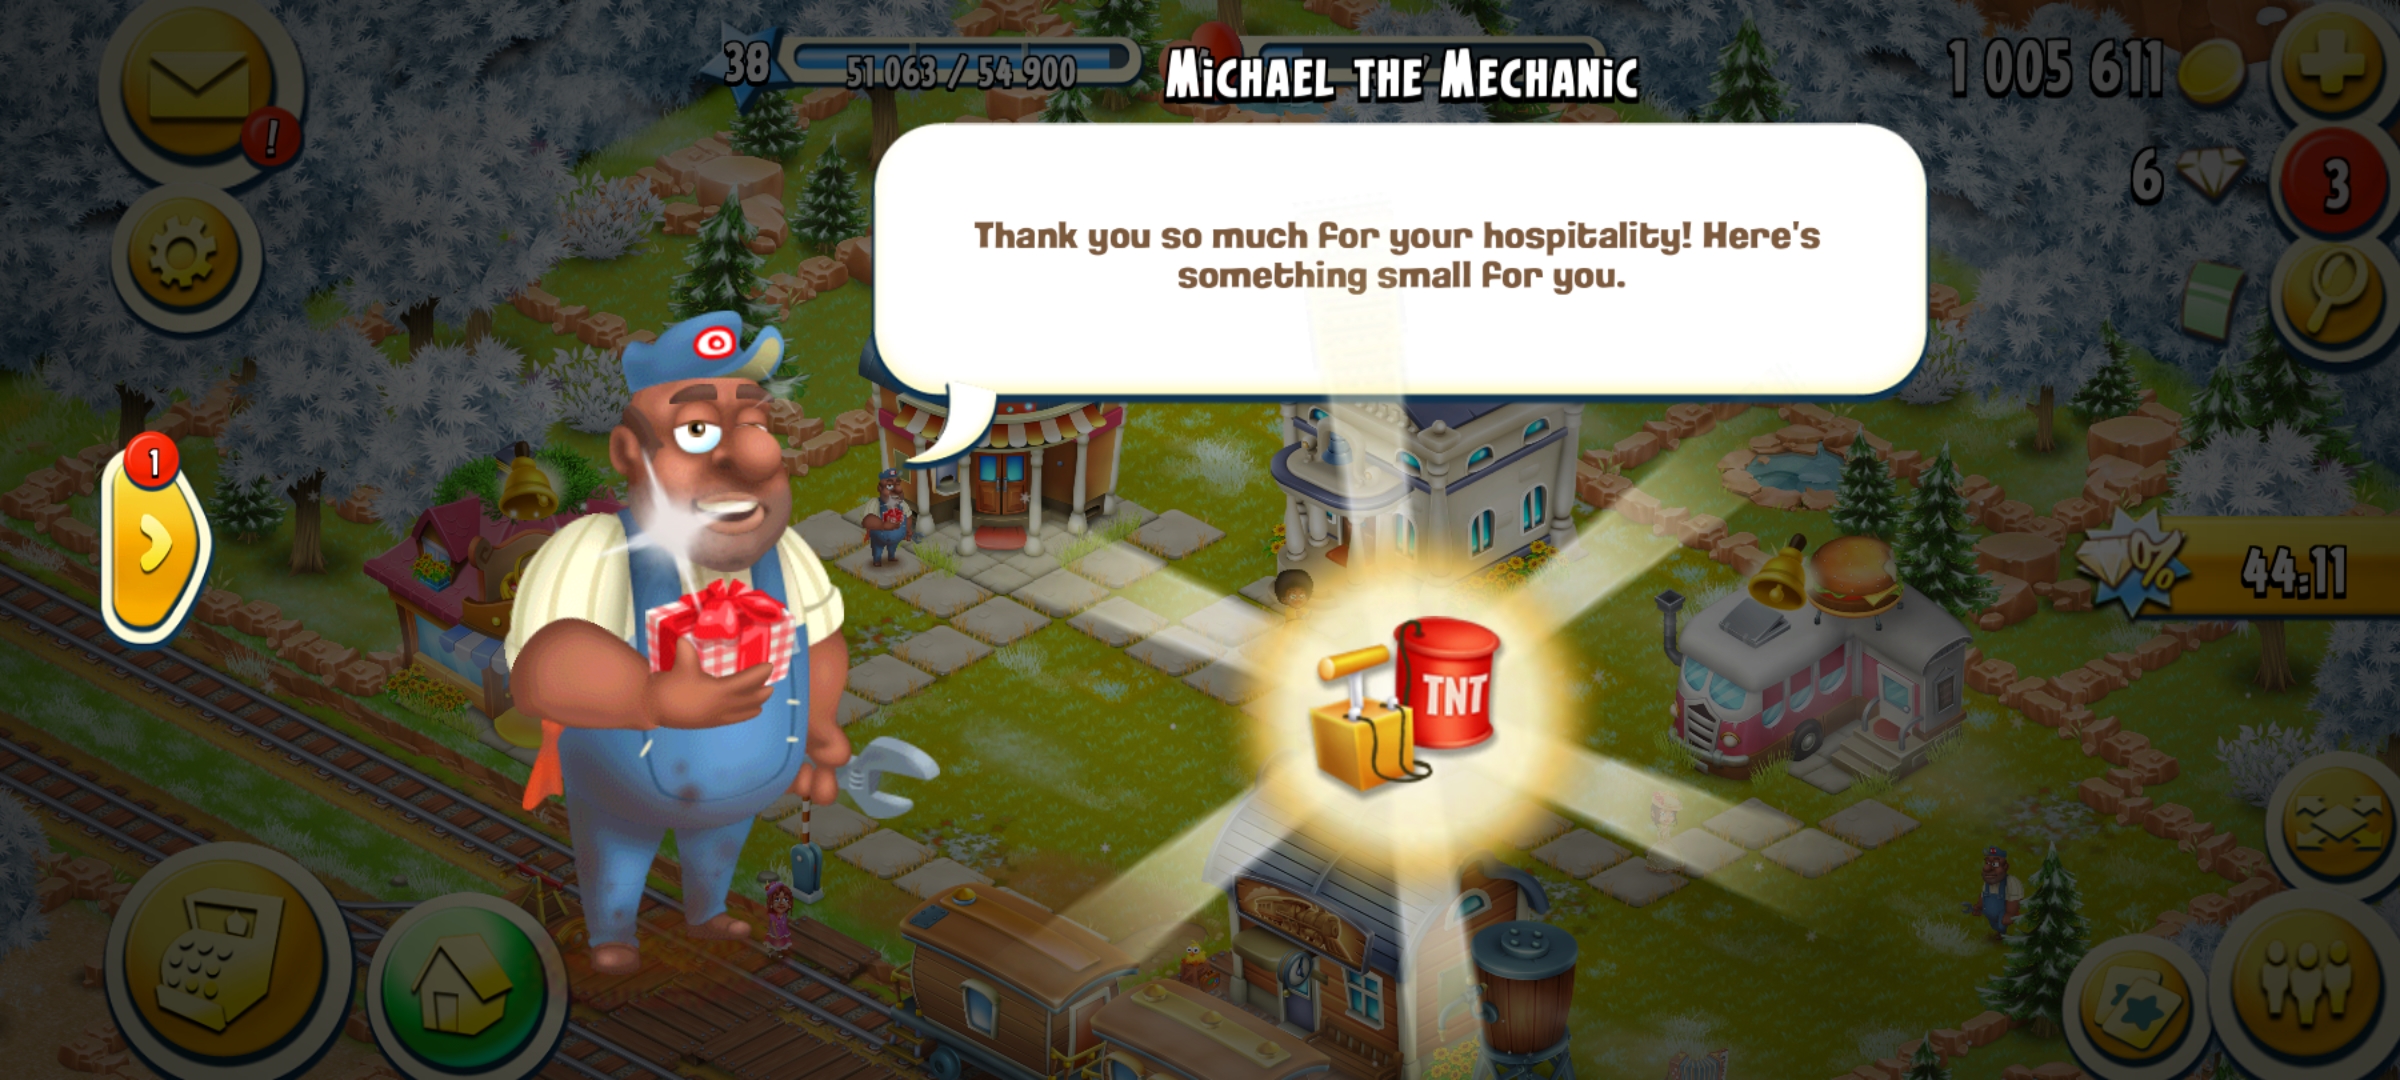 38
51 063 / 54 900
MiCHAEL THE MECHANiC
1 005 611
!
6
3
Thank you so much for your hospitality! Here's
something small for you.
1
%
44:11
TNT